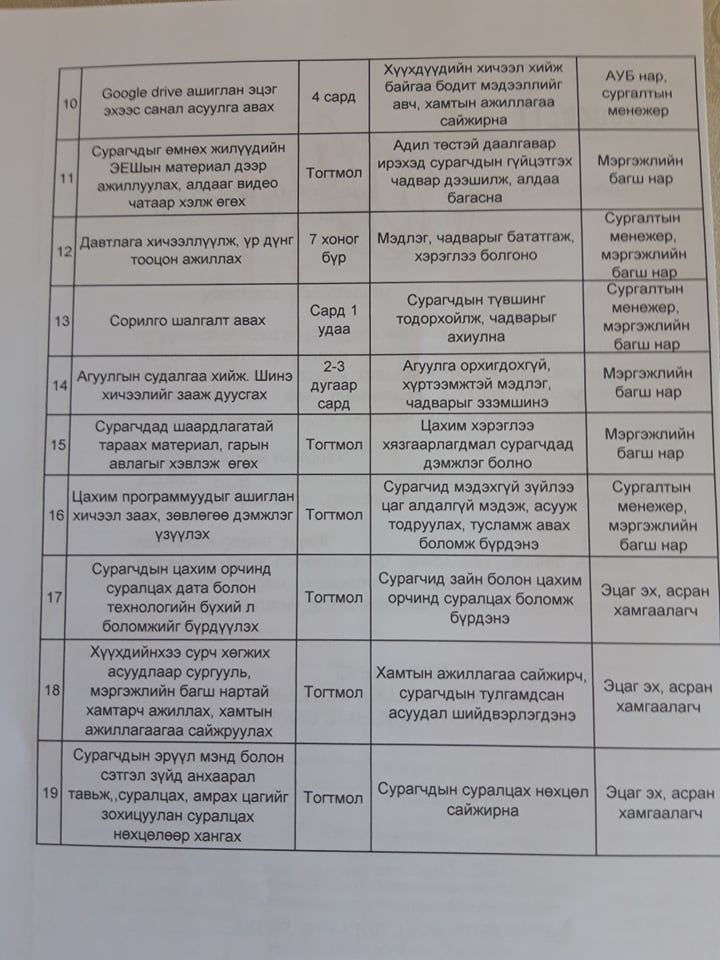 10
Google drive ашиглан эцэг
эхээс санал асуулга авах
4 сард
Хүүхдүүдийн хичээл хийж
байгаа бодит мэдээллийг
авч, хамтын ажиллагаа
сайжирна
АУБ нар,
сургалтын
менежер
11
Сурагчдыг өмнөх жилүүдийн
ЭЕШын материал дээр
ажиллуулах, алдааг видео
чатаар хэлж өгөх
Тогтмол
Адил төстэй даалгавар
ирэхэд сурагчдын гүйцэтгэх
чадвар дээшилж, алдаа
багасна
Мэргэжлийн
багш нар
12
Давтлага хичээллүүлж, үр дүнг
тооцон ажиллах
7 хоног
бүр
Мэдлэг, чадварыг бататгаж,
хэрэглээ болгоно
Сургалтын
менежер,
мэргэжлийн
багш нар
13
Сорилго шалгалт авах
Сард 1
удаа
Сурагчдын түвшинг
тодорхойлж, чадварыг
ахиулна
Сургалтын
менежер,
мэргэжлийн
багш нар
14
Агуулгын судалгаа хийж. Шинэ
хичээлийг зааж дуусгах
2-3
дугаар
сард
Агуулга орхигдохгүй,
хүртээмжтэй мэдлэг,
чадварыг эзэмшинэ
Мэргэжлийн
багш нар
15
Сурагчдад шаардлагатай
тараах материал, гарын
авлагыг хэвлэж өгөх
Тогтмол
Цахим хэрэглээ
хязгаарлагдмал сурагчдад
дэмжлэг болно
Мэргэжлийн
багш нар
16
Цахим программуудыг ашиглан
хичээл заах, зөвлөгөө дэмжлэг
үзүүлэх
Тогтмол
Сурагчид мэдэхгүй зүйлээ
цаг алдалгүй мэдэж, асууж
тодруулах, тусламж авах
боломж бүрдэнэ
Сургалтын
менежер,
мэргэжлийн
багш нар
17
Сурагчдын цахим орчинд
суралцах дата болон
технологийн бүхий л
боломжийг бүрдүүлэх
Тогтмол
Сурагчид зайн болон цахим
орчинд суралцах боломж
бүрдэнэ
Эцаг эх, асран
хамгаалагч
18
Хүүхдийнхээ сурч хөгжих
асуудлаар сургууль,
мэргэжлийн багш нартай
хамтарч ажиллах, хамтын
ажиллагаагаа сайжруулах
Тогтмол
Хамтын ажиллагаа сайжирч,
сурагчдын тулгамдсан
асуудал шийдвэрлэгдэнэ
Эцаг эх, асран
хамгаалагч
19
Сурагчдын эрүүл мэнд болон
сэтгэл зүйд анхаарал
тавьж,,суралцах, амрах цагийг
зохицуулан суралцах
нөхцөлөөр хангах
Тогтмол
Сурагчдын суралцах нөхцөл
сайжирна
Эцаг эх, асран
хамгаалагч